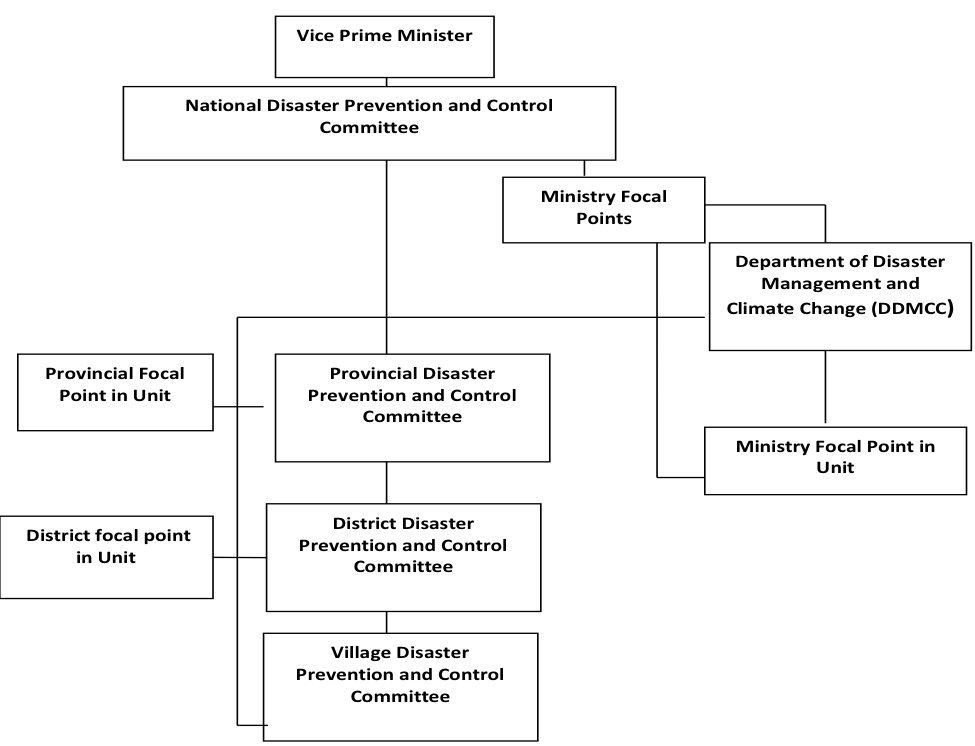 Vice Prime Minister
National Disaster Prevention and Control
Committee
Ministry Focal
Points
Department of Disaster
Management and
Climate Change (DDMCC)
Provincial Focal
Point in Unit
Provincial Disaster
Prevention and Control
Committee
Ministry Focal Point in
Unit
District focal point
in Unit
District Disaster
Prevention and Control
Committee
Village Disaster
Prevention and Control
Committee